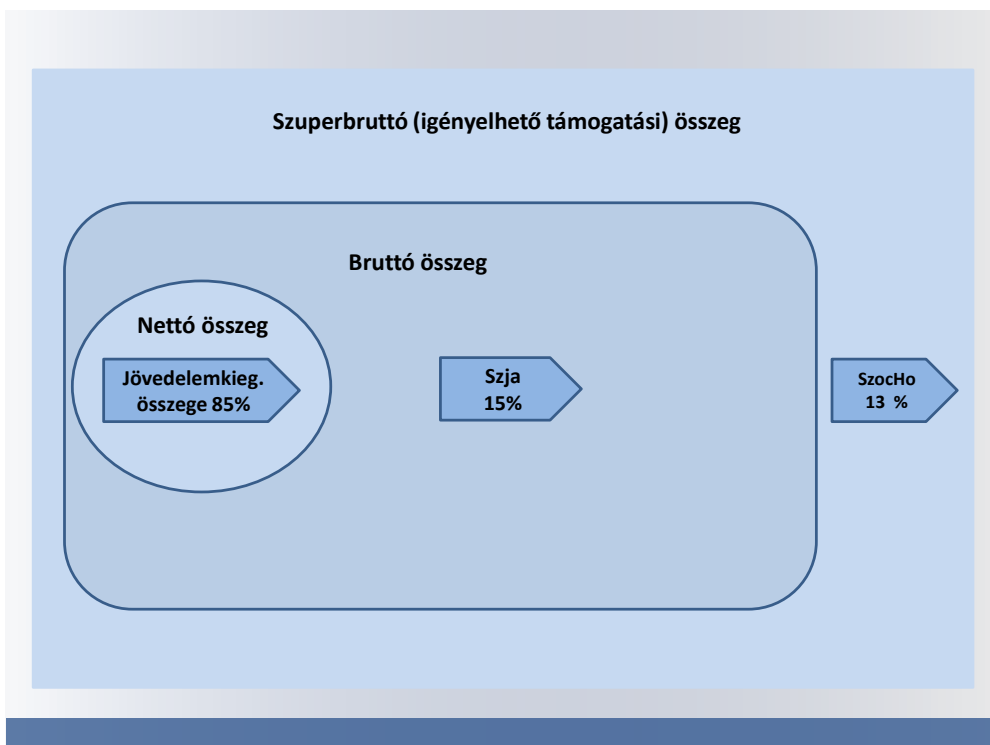 Szuperbruttó (igényelhető támogatási) összeg
Bruttó összeg
Nettó összeg
Jövedelemkieg.
összege 85%
Szja
15%
SzocHo
13 %